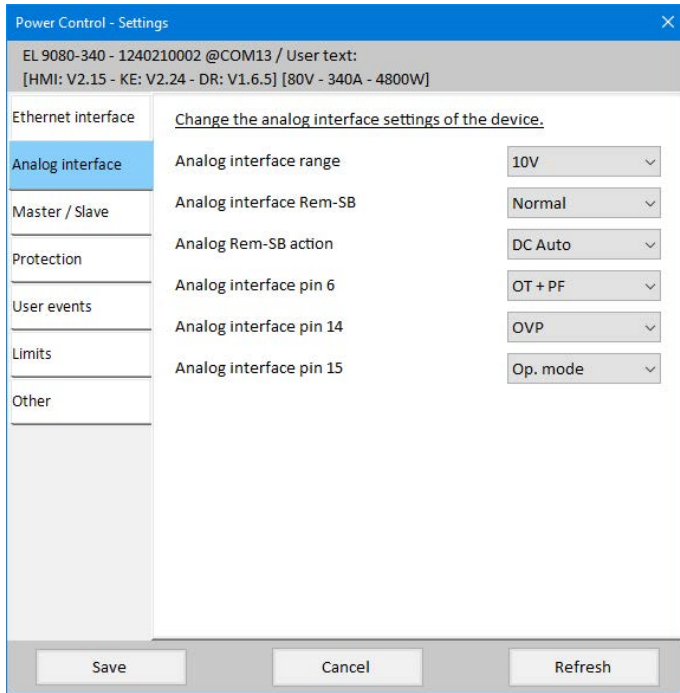 Power Control - Settings
EL 9080-340 - 1240210002 @COM13 / User text:
[HMI: V2.15 - KE: V2.24 - DR: V1.6.5] [80V - 340A - 4800W]
Ethernet interface
Analog interface
Master / Slave
Protection
User events
Limits
Other
Change the analog interface settings of the device.
Analog interface range 10V
Analog interface Rem-SB Normal
Analog Rem-SB action DC Auto
Analog interface pin 6 OT + PF
Analog interface pin 14 OVP
Analog interface pin 15 Op. mode
Save Cancel Refresh